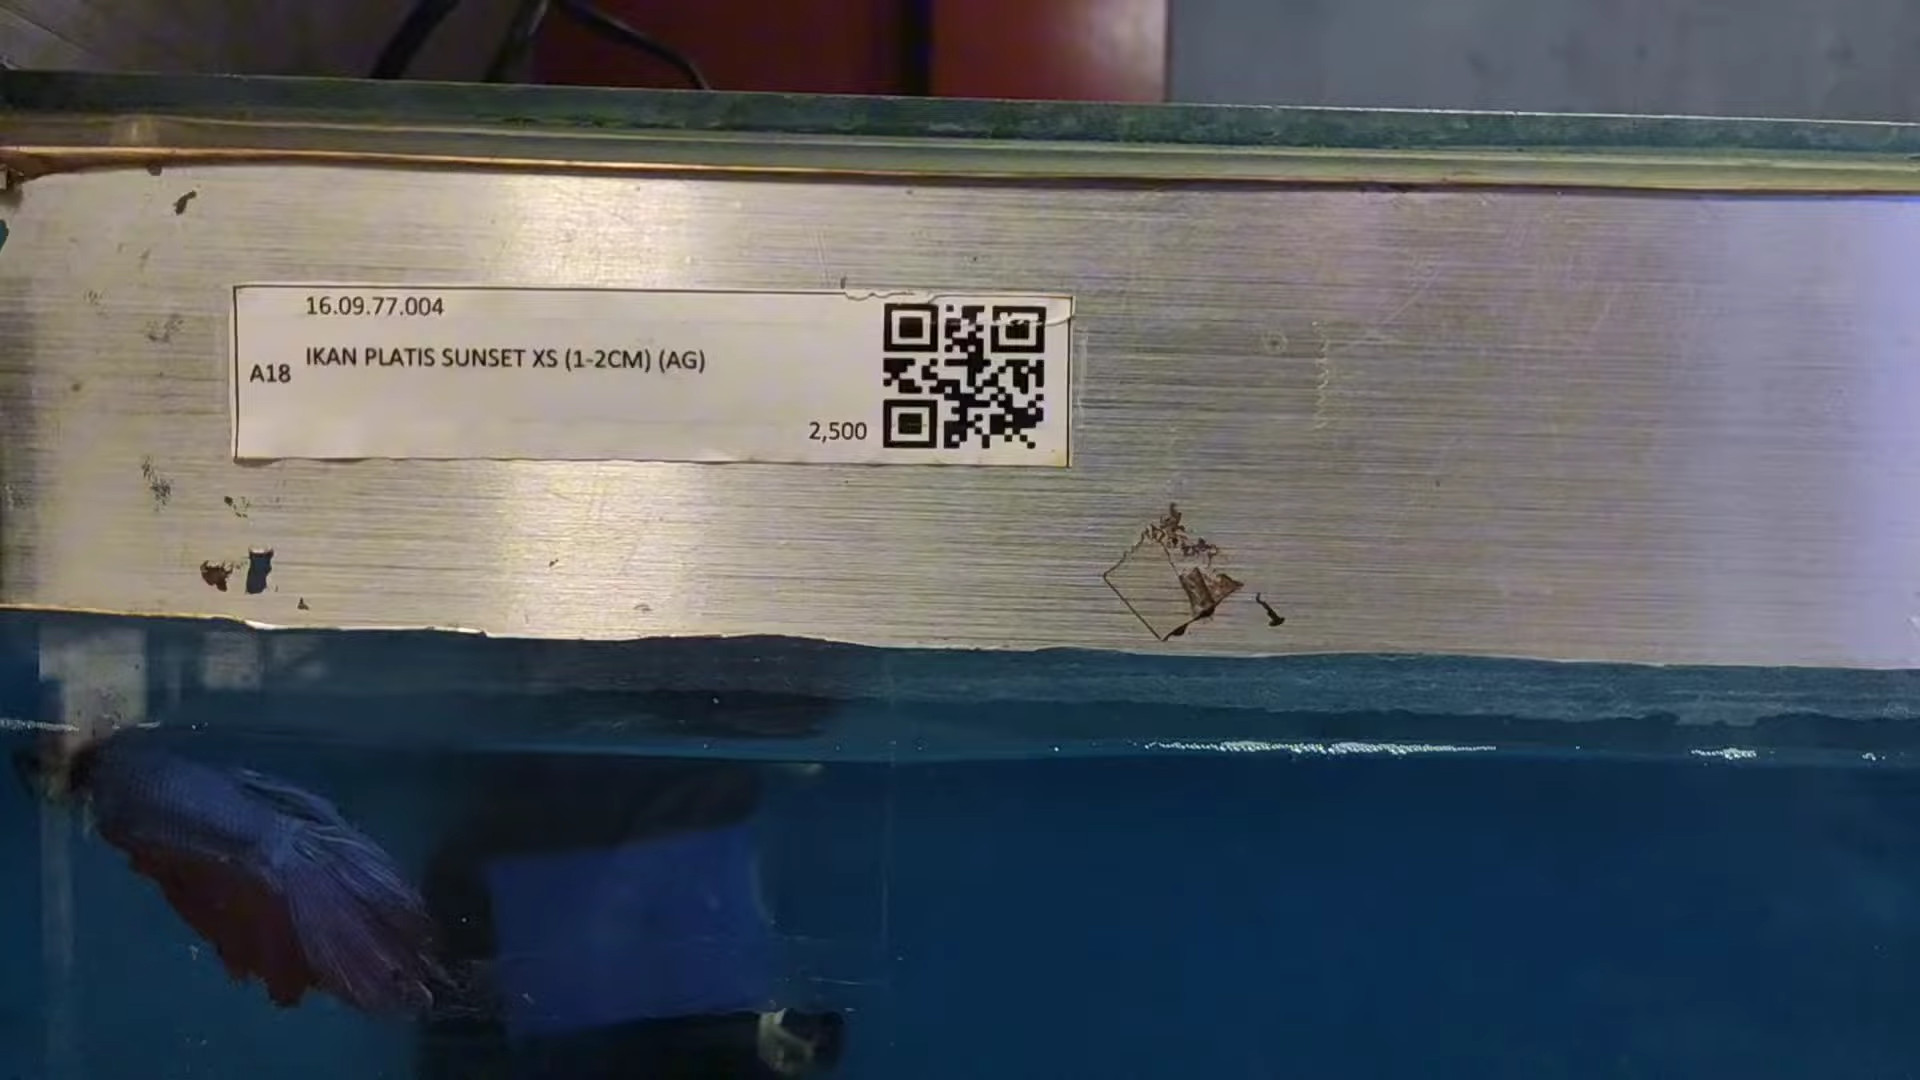 16.09.77.004
A18
IKAN PLATIS SUNSET XS (1-2CM) (AG)
2,500